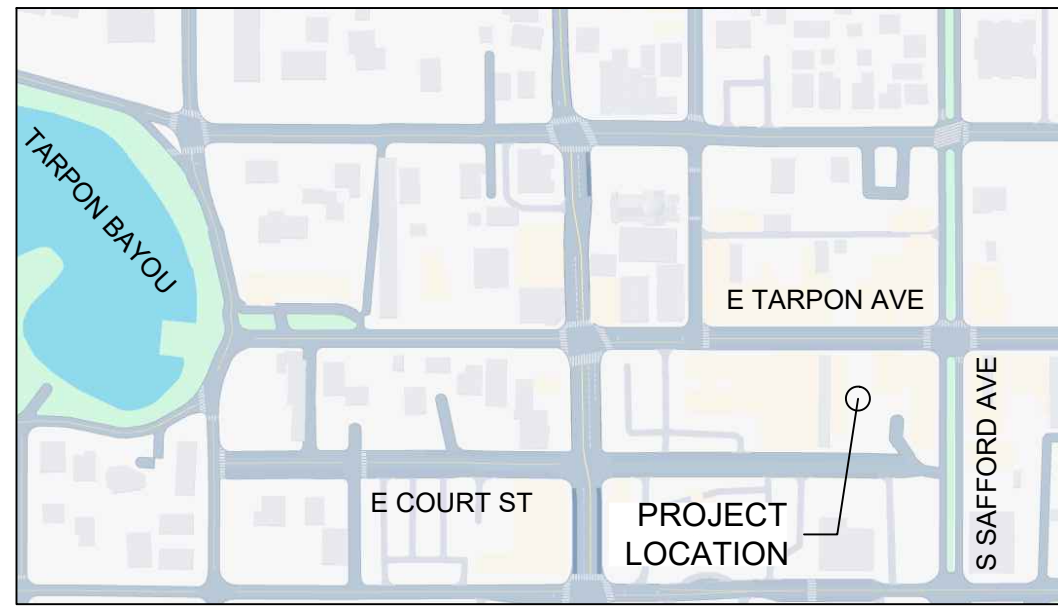 TARPON BAYOU
E TARPON AVE
S SAFFORD AVE
E COURT ST
PROJECT
LOCATION